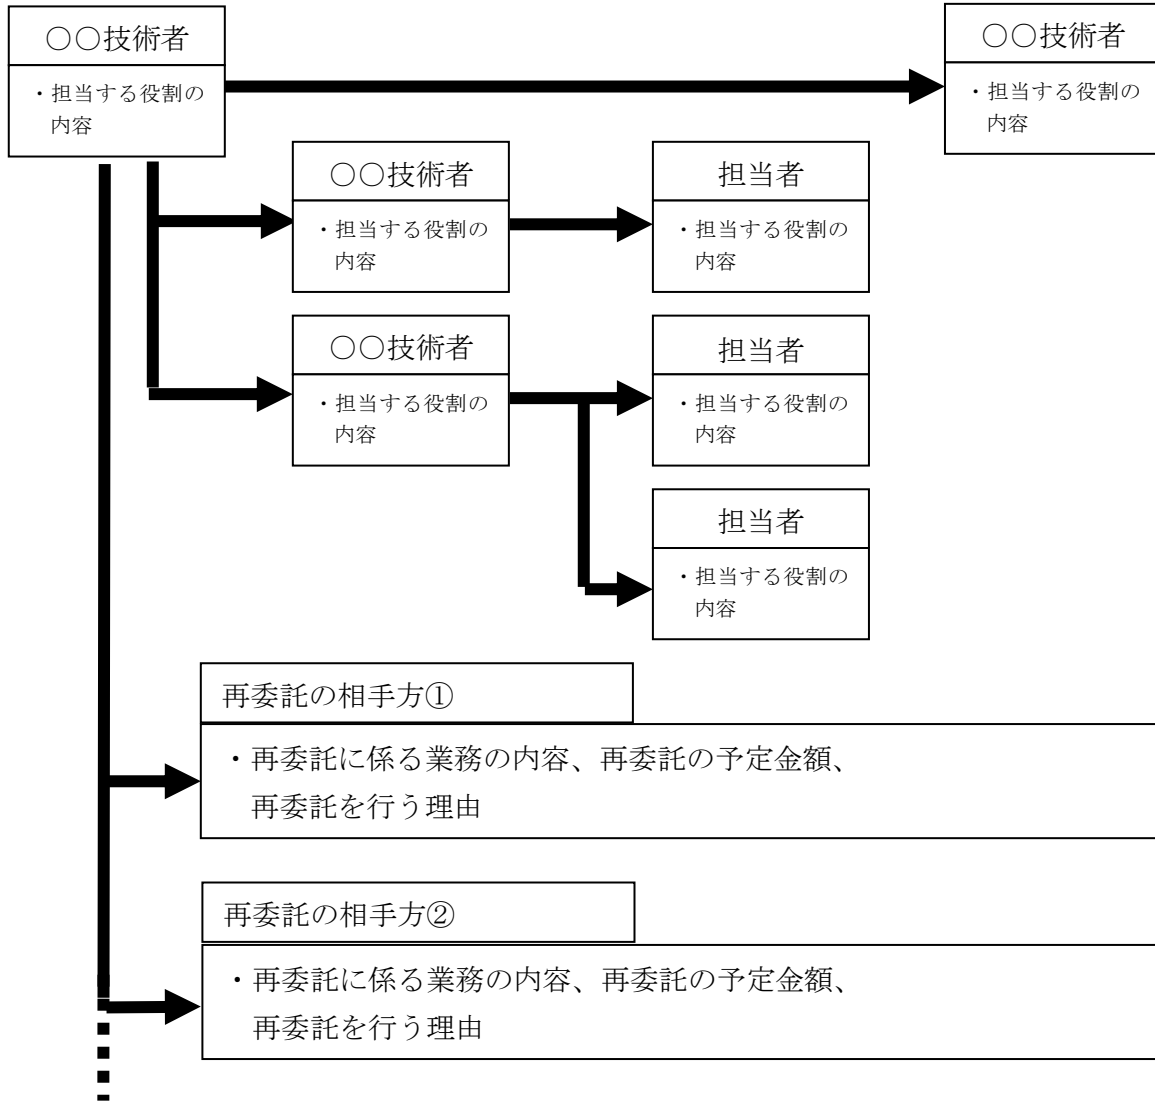 ○○技術者
・担当する役割の
内容
○○技術者
・担当する役割の
内容
○○技術者
・担当する役割の
内容
担当者
・担当する役割の
内容
○○技術者
・担当する役割の
内容
担当者
・担当する役割の
内容
担当者
・担当する役割の
内容
再委託の相手方①
・再委託に係る業務の内容、再委託の予定金額、
再委託を行う理由
再委託の相手方②
・再委託に係る業務の内容、再委託の予定金額、
再委託を行う理由